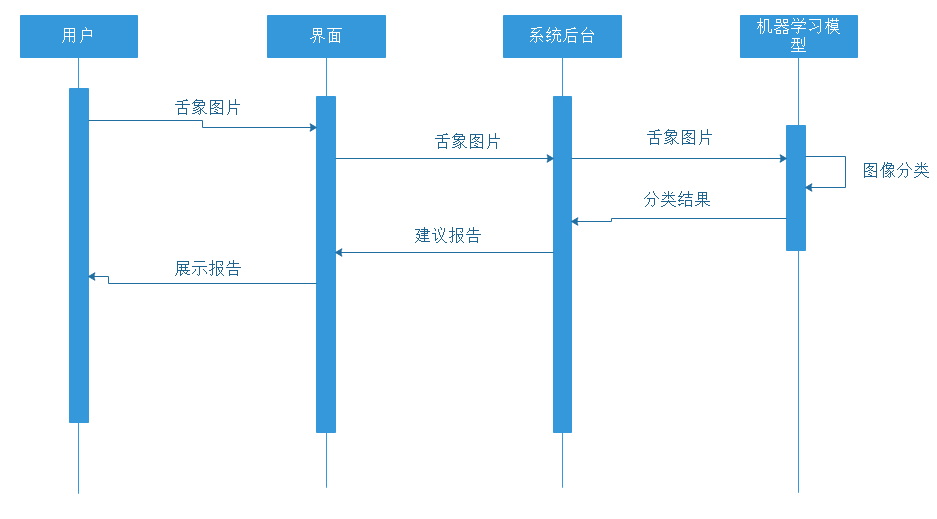 用户
界面
系统后台
机器学习模
型
舌象图片
舌象图片
舌象图片
图像分类
分类结果
建议报告
展示报告